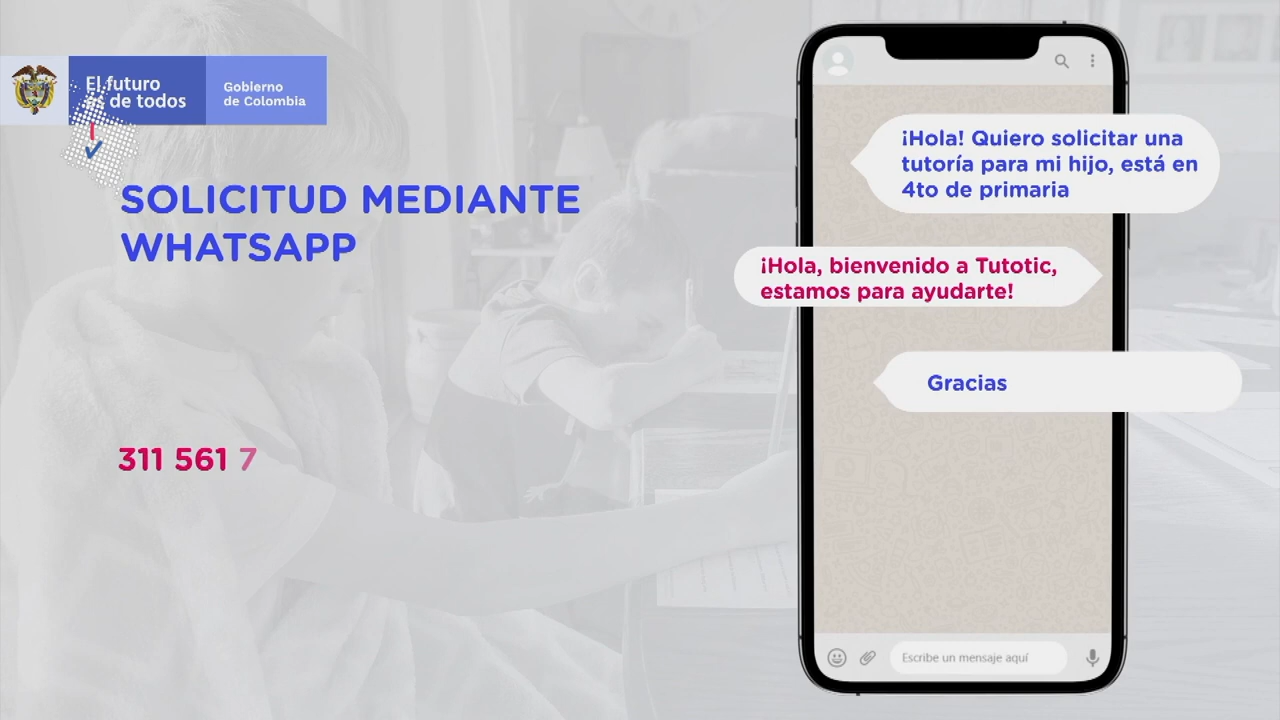 El futuro
es de todos
Gobierno
de Colombia
SOLICITUD MEDIANTE
WHATSAPP
311 561 7
¡Hola! Quiero solicitar una
tutoría para mi hijo, está en
4to de primaria
¡Hola, bienvenido a Tutotic,
estamos para ayudarte!
Gracias
Escribe un mensaje aquí